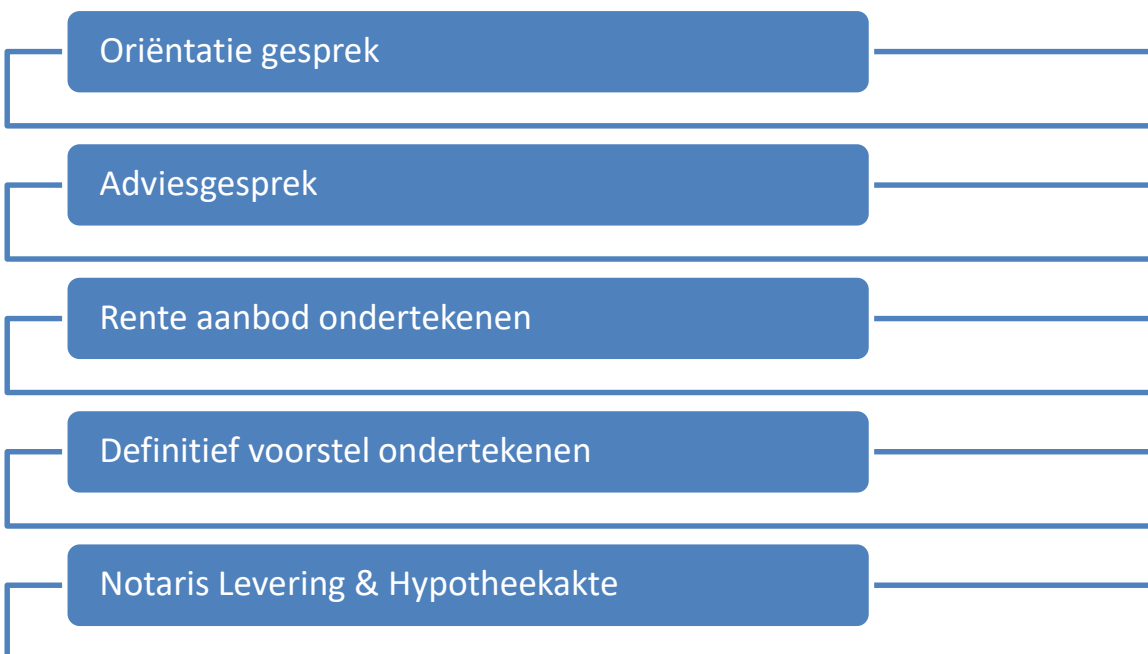 Oriëntatie gesprek
Adviesgesprek
Rente aanbod ondertekenen
Definitief voorstel ondertekenen
Notaris Levering & Hypotheekakte